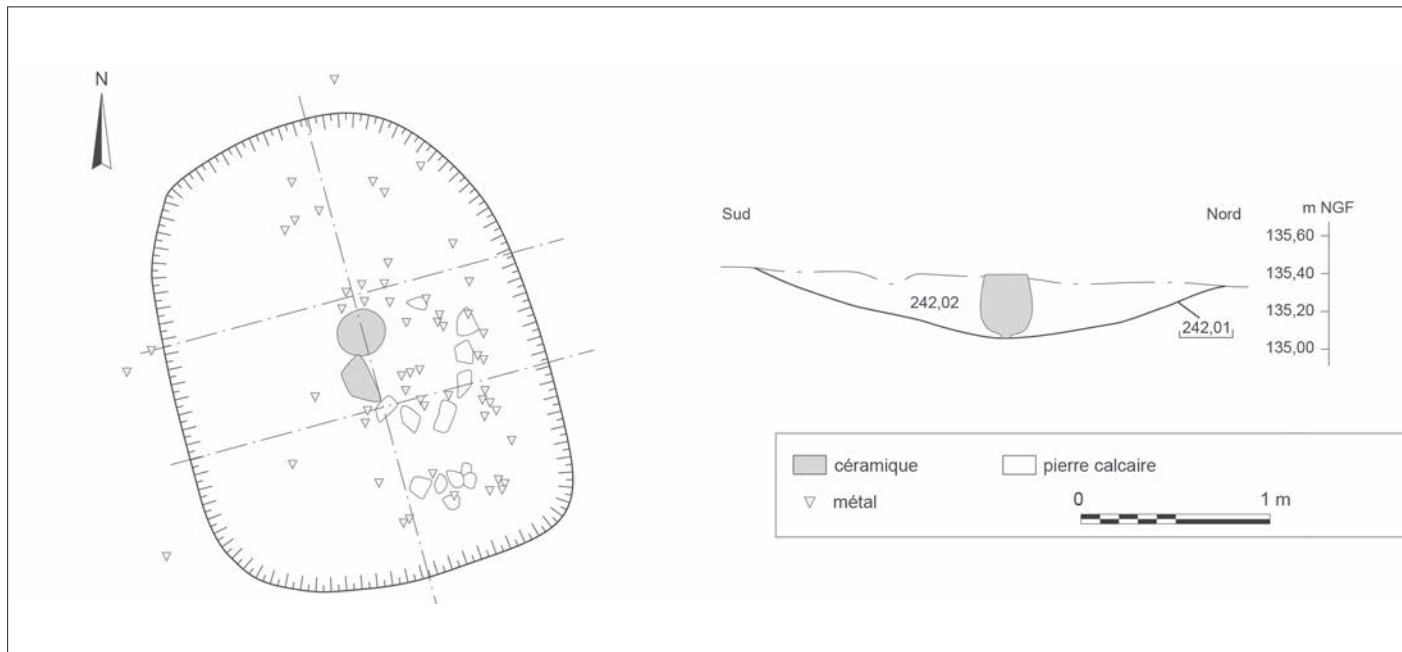 N
Sud
Nord
m NGF
135,60
135,40
135,20
135,00
242,02
242,01
céramique
pierre calcaire
métal
0
1 m